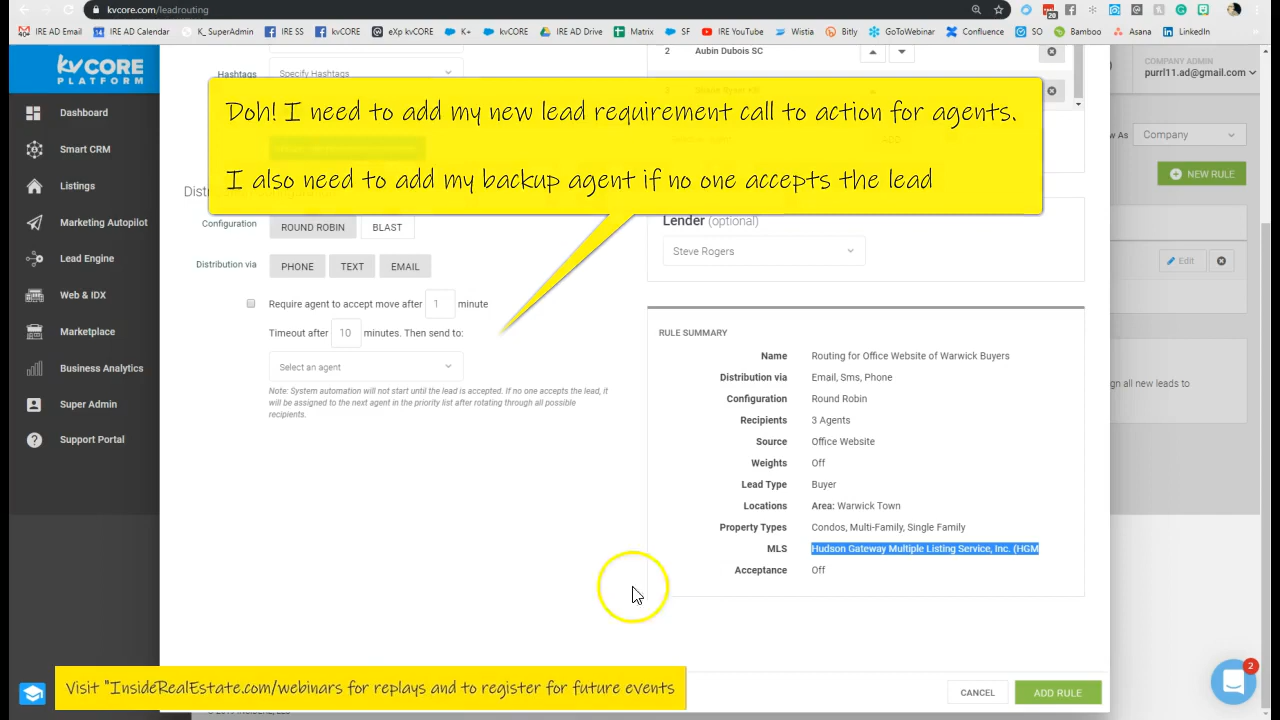 kvcore.com/leadrouting
IRE AD Email
IRE AD Calendar
K_SuperAdmin
IRE SS
kvCORE
eXp kvCORE
K+
kvCORE
IRE AD Drive
Matrix
SF
IRE YouTube
Wistia
Bitly
GoToWebinar
Confluence
SO
Bamboo
Asana
LinkedIn
20
kvCORE
PLATFORM
COMPANY ADMIN
purrl11.ad@gmail.com
Dashboard
Smart CRM
Listings
Marketing Autopilot
Lead Engine
Web & IDX
Marketplace
Business Analytics
Super Admin
Support Portal
Hashtags
Specify Hashtags
2 Aubin Dubois SC
Doh! I need to add my new lead requirement call to action for agents.
I also need to add my backup agent if no one accepts the lead
Company
NEW RULE
Edit
Configuration
ROUND ROBIN
BLAST
Distribution via
PHONE
TEXT
EMAIL
Require agent to accept move after 1 minute
Timeout after 10 minutes. Then send to:
Select an agent
Note: System automation will not start until the lead is accepted. If no one accepts the lead, it
will be assigned to the next agent in the priority list after rotating through all possible
recipients.
Lender (optional)
Steve Rogers
RULE SUMMARY
Name Routing for Office Website of Warwick Buyers
Distribution via Email, Sms, Phone
Configuration Round Robin
Recipients 3 Agents
Source Office Website
Weights Off
Lead Type Buyer
Locations Area: Warwick Town
Property Types Condos, Multi-Family, Single Family
MLS Hudson Gateway Multiple Listing Service, Inc. (HGM
Acceptance Off
ign all new leads to
CANCEL
ADD RULE
2
Visit "InsideRealEstate.com/webinars for replays and to register for future events